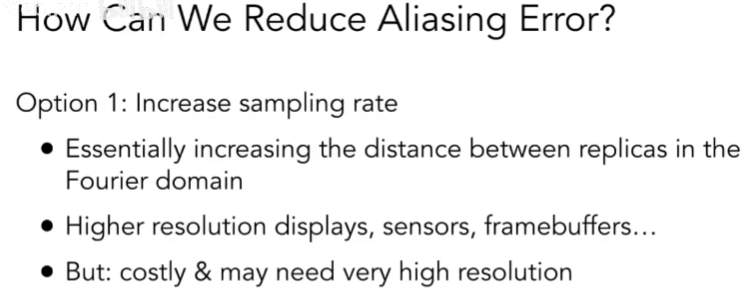 How Can We Reduce Aliasing Error?
Option 1: Increase sampling rate
• Essentially increasing the distance between replicas in the
Fourier domain
• Higher resolution displays, sensors, framebuffers...
• But: costly & may need very high resolution